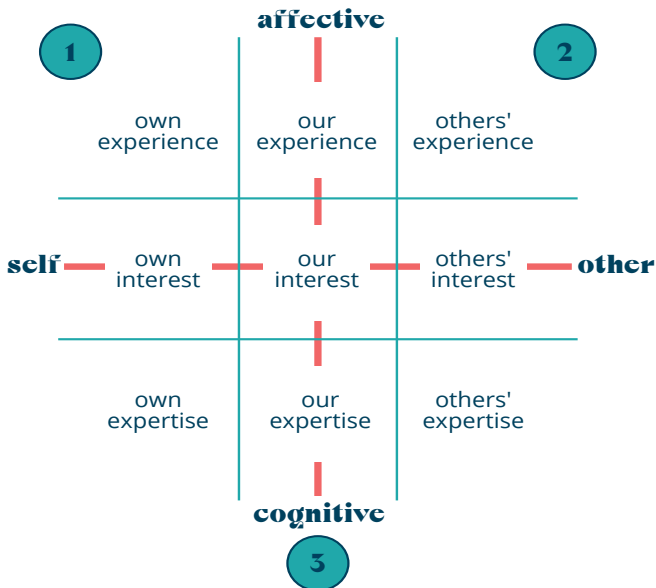 affective
1
2
own
experience
our
experience
others'
experience
self
own
interest
our
interest
others'
interest
other
own
expertise
our
expertise
others'
expertise
cognitive
3